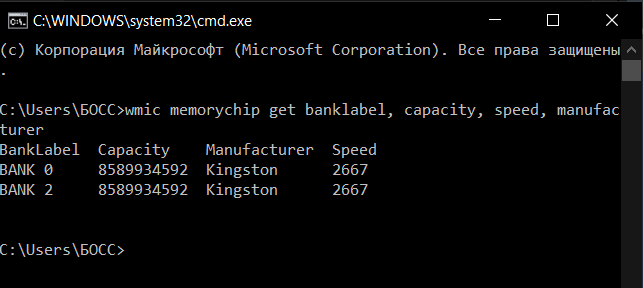 C:\WINDOWS\system32\cmd.exe
(c) Корпорация Майкрософт (Microsoft Corporation). Все права защищены
.
C:\Users\БОСС>wmic memorychip get banklabel, capacity, speed, manufac
turer
BankLabel  Capacity    Manufacturer  Speed
BANK 0     8589934592  Kingston      2667
BANK 2     8589934592  Kingston      2667
C:\Users\БОСС>